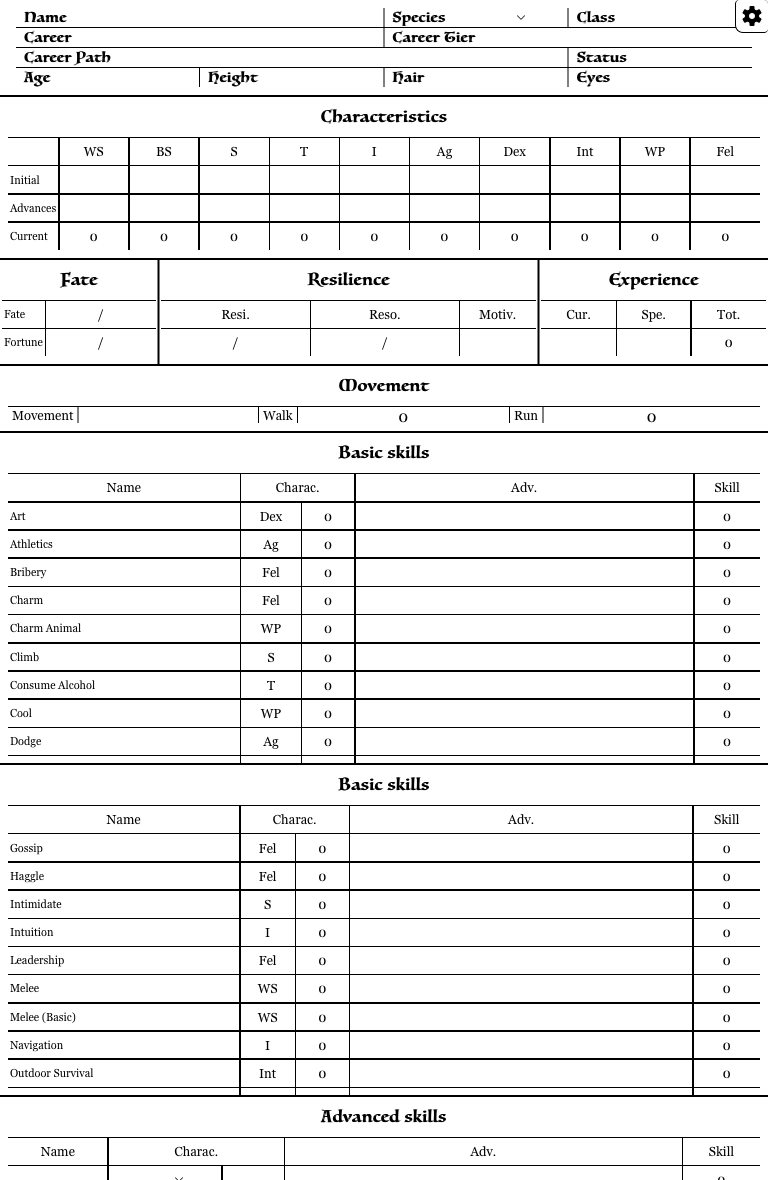 Name Species Class
Career Career Tier
Career Path Status
Age Height Hair Eyes
Characteristics
WS BS S T I Ag Dex Int WP Fel
Initial
Advances
Current 0 0 0 0 0 0 0 0 0 0
Fate Resilience Experience
Fate / Resi. Reso. Motiv. Cur. Spe. Tot.
Fortune / / / 0
Movement
Movement Walk 0 Run 0
Basic skills
Name Charac. Adv. Skill
Art Dex 0 0
Athletics Ag 0 0
Bribery Fel 0 0
Charm Fel 0 0
Charm Animal WP 0 0
Climb S 0 0
Consume Alcohol T 0 0
Cool WP 0 0
Dodge Ag 0 0
Basic skills
Name Charac. Adv. Skill
Gossip Fel 0 0
Haggle Fel 0 0
Intimidate S 0 0
Intuition I 0 0
Leadership Fel 0 0
Melee WS 0 0
Melee (Basic) WS 0 0
Navigation I 0 0
Outdoor Survival Int 0 0
Advanced skills
Name Charac. Adv. Skill
0